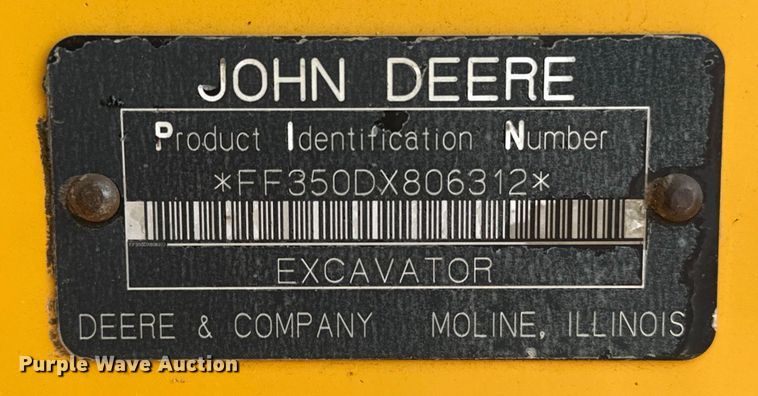 JOHN DEERE
Product Identification Number
*FF350DX806312*
EXCAVATOR
DEERE & COMPANY MOLINE, ILLINOIS
Purple Wave Auction